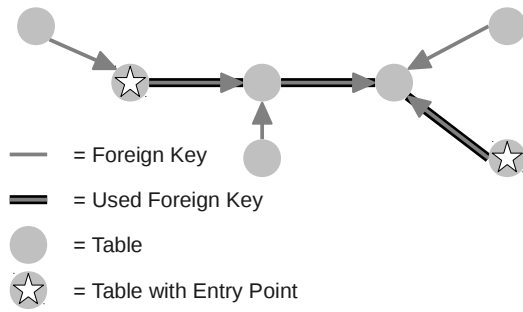 = Foreign Key
= Used Foreign Key
= Table
= Table with Entry Point